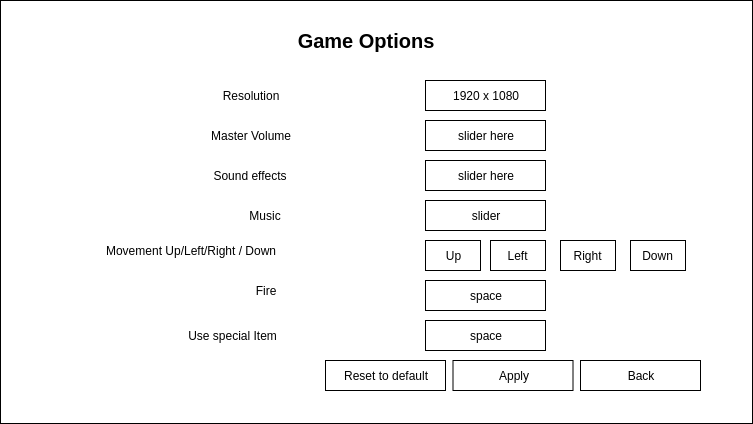 Game Options
Resolution 1920 x 1080
Master Volume slider here
Sound effects slider here
Music slider
Movement Up/Left/Right / Down Up Left Right Down
Fire space
Use special Item space
Reset to default Apply Back